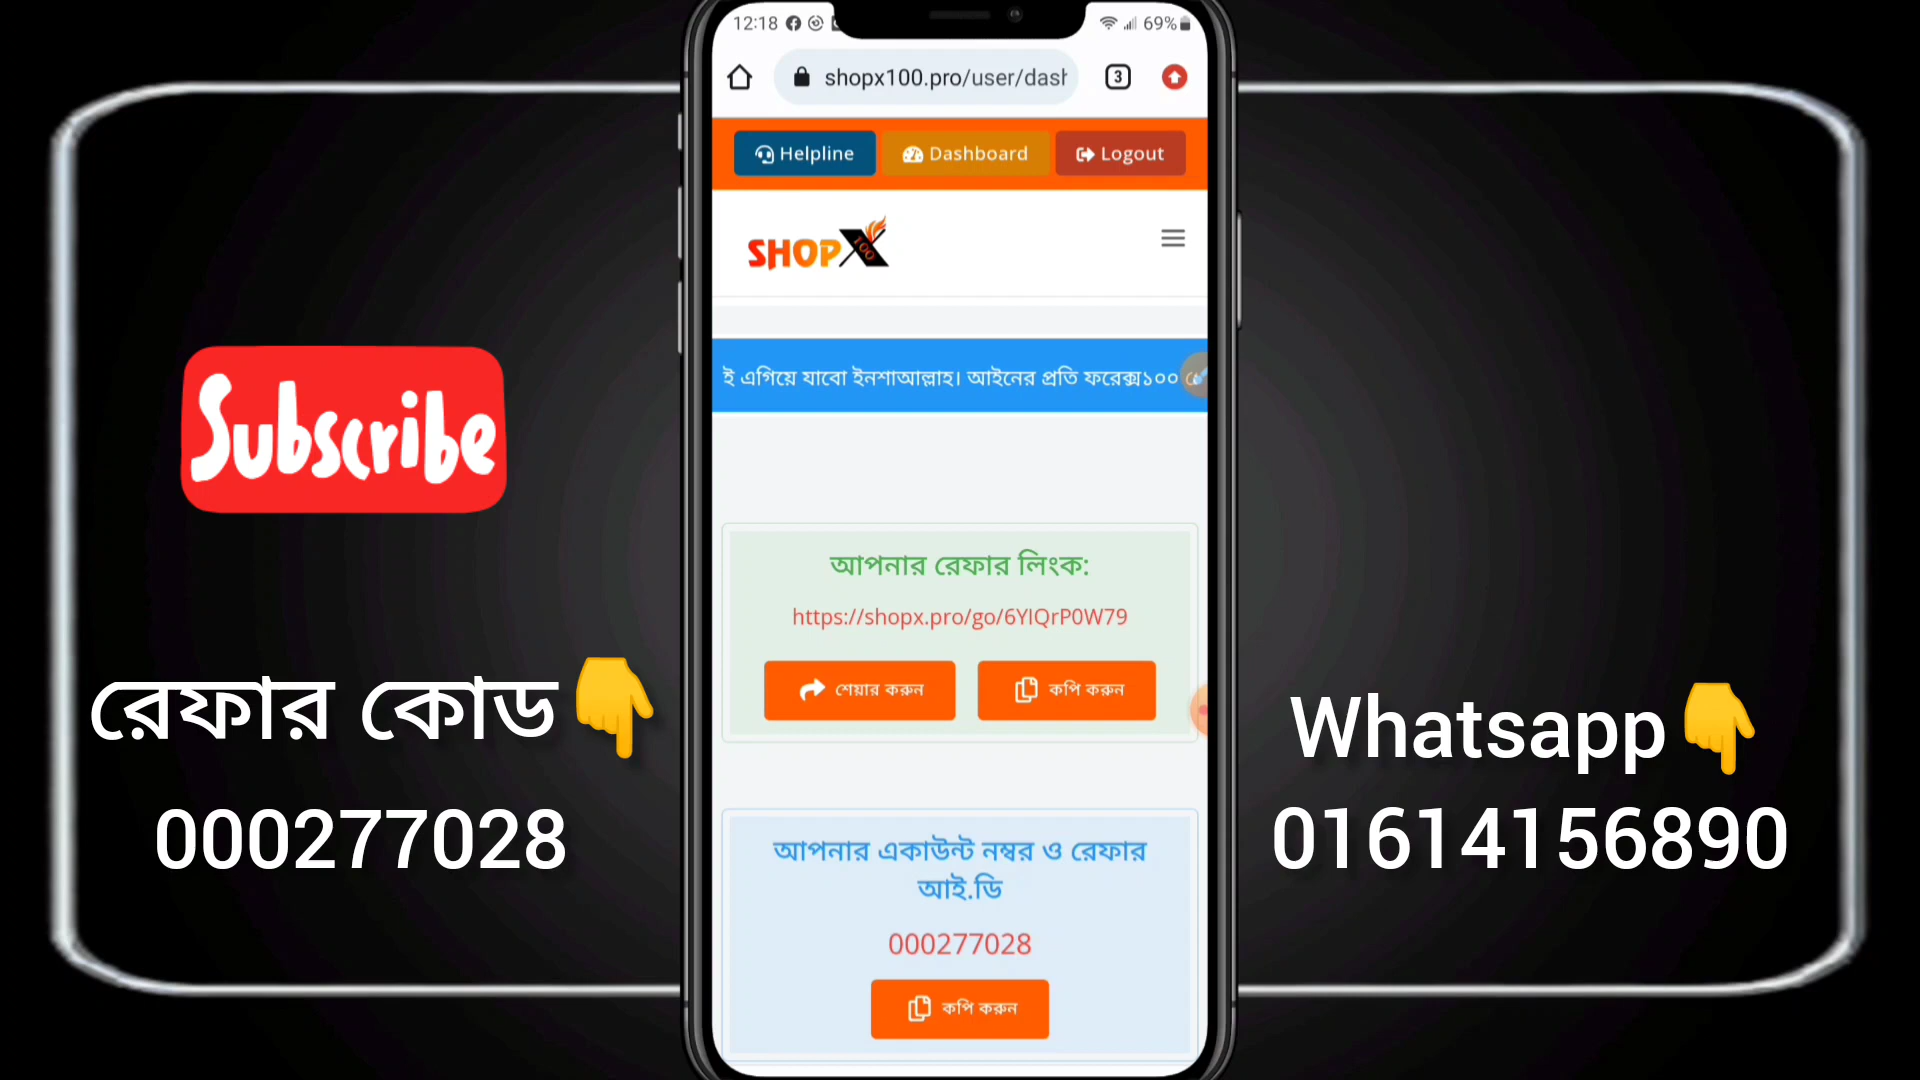 12:18
69%
shopx100.pro/user/dash
3
Helpline
Dashboard
Logout
SHOPX
100
ই এগিয়ে যাবো ইনশাআল্লাহ। আইনের প্রতি ফরেক্স১০০
Subscribe
আপনার রেফার লিংক:
https://shopx.pro/go/6YIQrP0W79
শেয়ার করুন
কপি করুন
রেফার কোড👇
000277028
Whatsapp👇
01614156890
আপনার একাউন্ট নম্বর ও রেফার
আই.ডি
000277028
কপি করুন